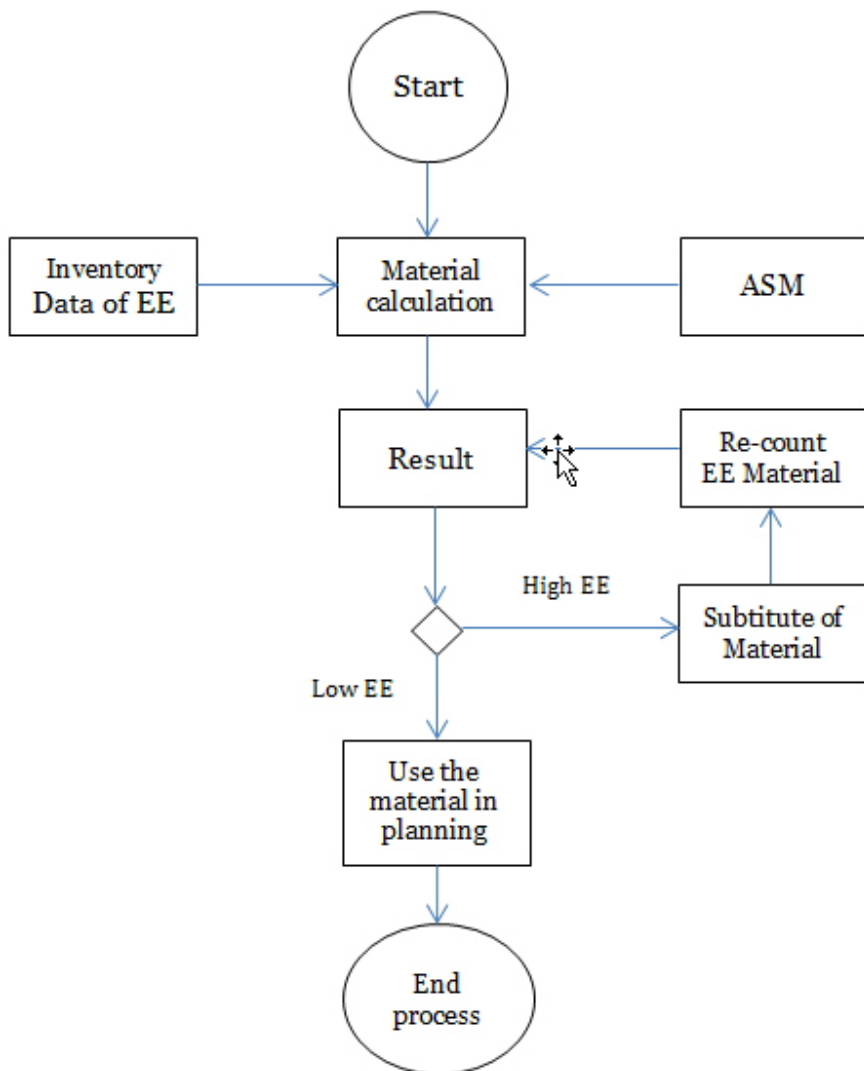 Start
Inventory
Data of EE
Material
calculation
ASM
Result
Re-count
EE Material
High EE
Subtitute of
Material
Low EE
Use the
material in
planning
End
process